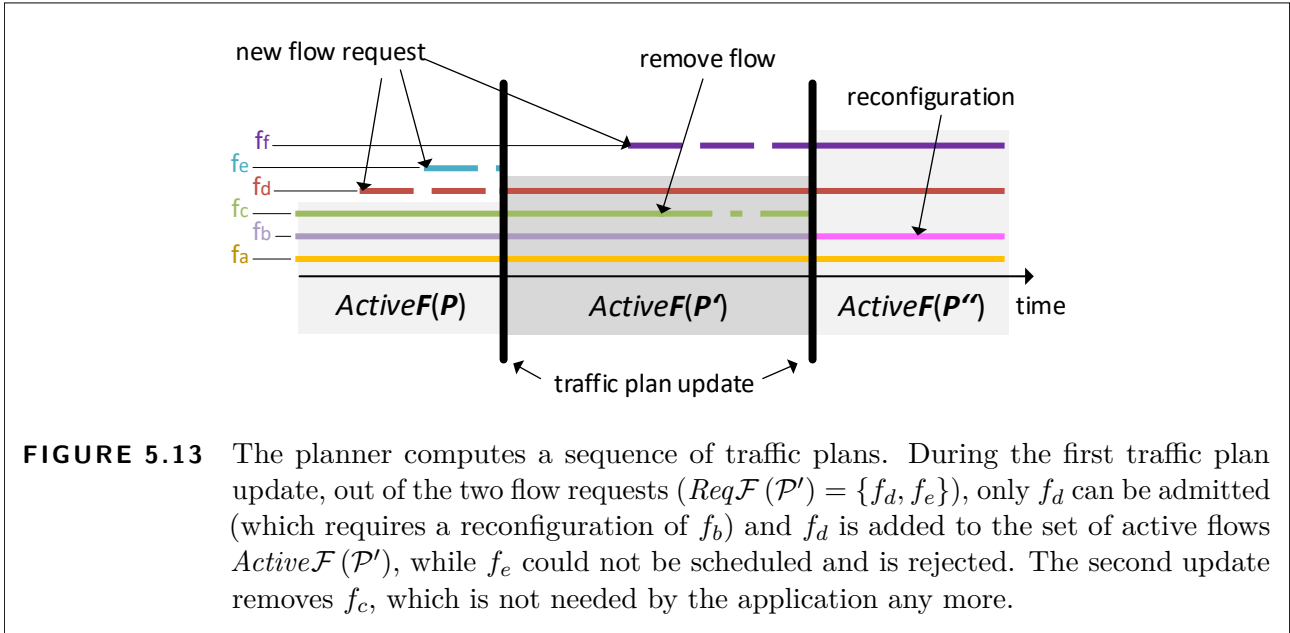 new flow request
remove flow
reconfiguration
ff
fe
fd
fc
fb
fa
ActiveF(P)
ActiveF(P‘)
ActiveF(P‘‘)
time
traffic plan update
FIGURE 5.13 The planner computes a sequence of traffic plans. During the first traffic plan
update, out of the two flow requests (ReqF (P′) = {fd, fe}), only fd can be admitted
(which requires a reconfiguration of fb) and fd is added to the set of active flows
ActiveF (P′), while fe could not be scheduled and is rejected. The second update
removes fc, which is not needed by the application any more.